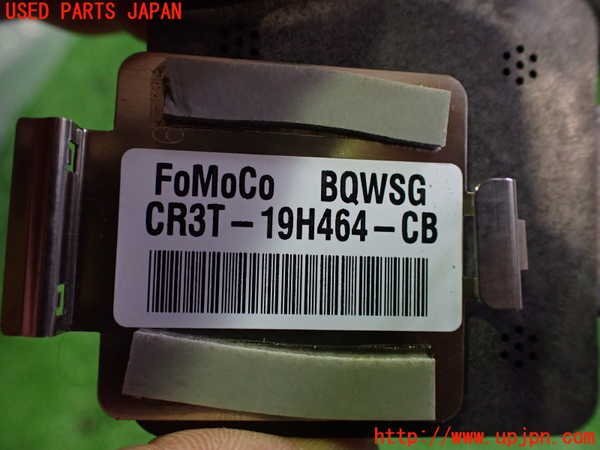 USED PARTS JAPAN
FoMoCo BQWSG
CR3T-19H464-CB
http://www.upjpn.com